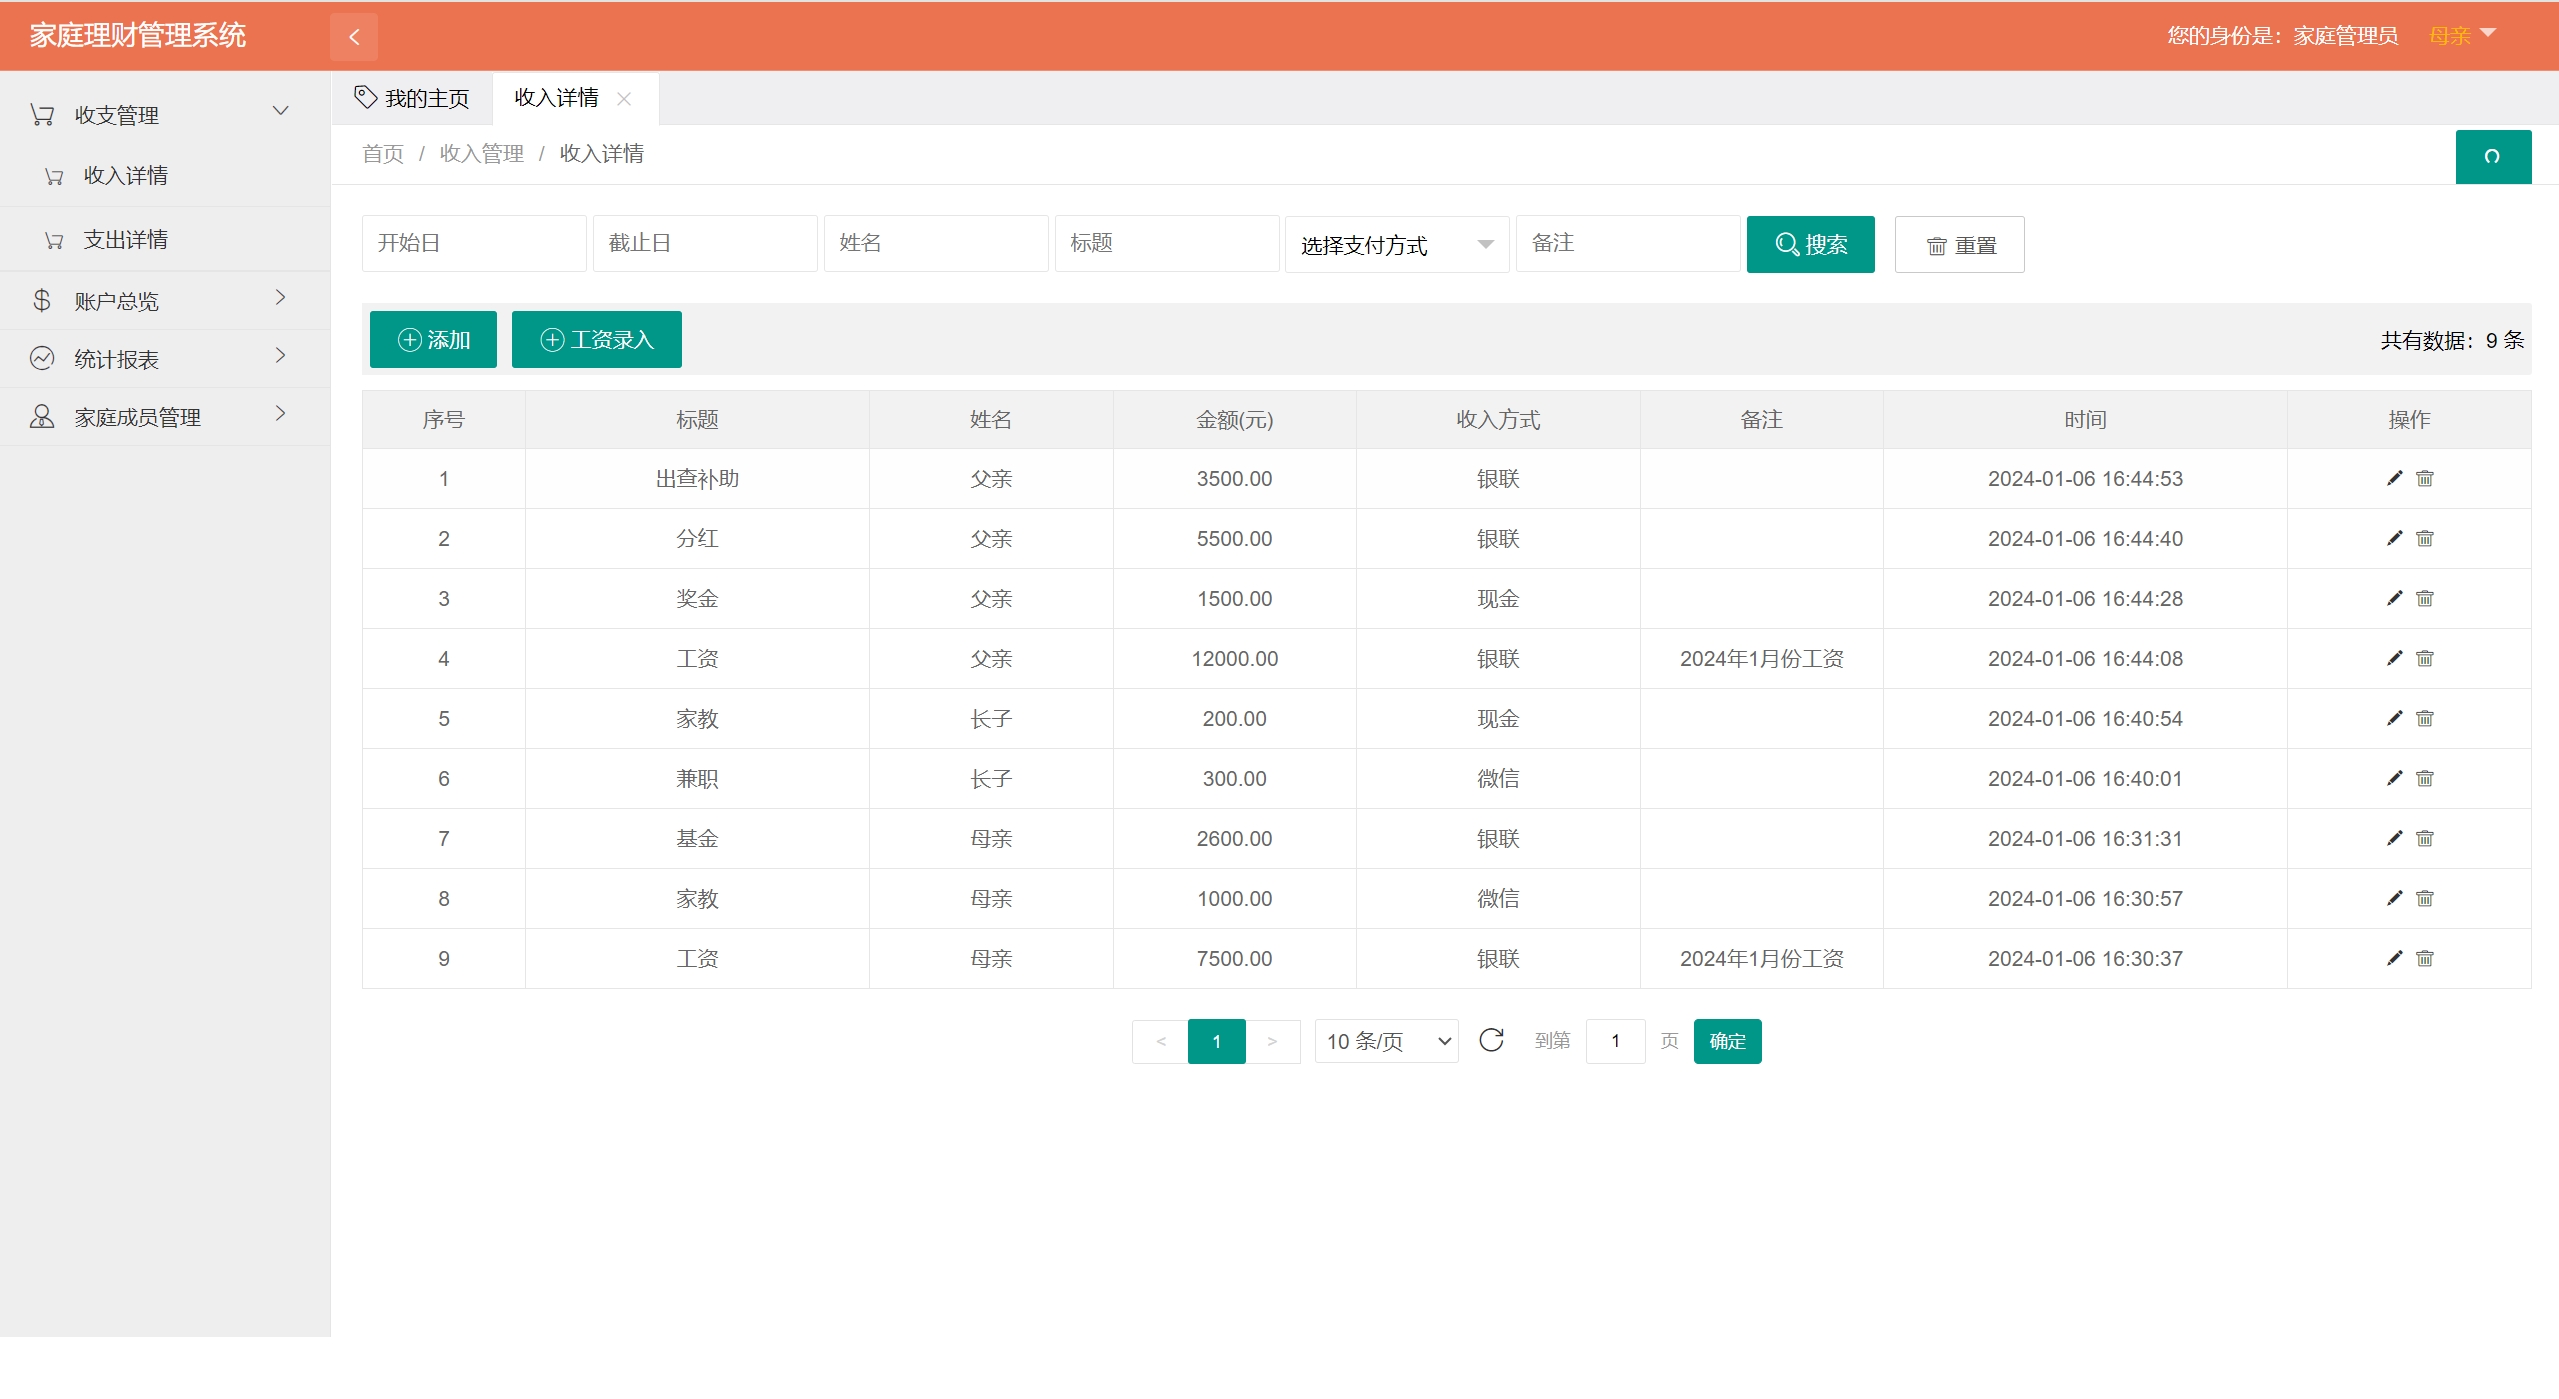 家庭理财管理系统
您的身份是：家庭管理员 母亲
收支管理
收入详情
支出详情
账户总览
统计报表
家庭成员管理
我的主页 收入详情
首页 / 收入管理 / 收入详情
开始日 截止日 姓名 标题 选择支付方式 备注 搜索 重置
添加 工资录入 共有数据：9 条
序号 标题 姓名 金额(元) 收入方式 备注 时间 操作
1 出查补助 父亲 3500.00 银联 2024-01-06 16:44:53
2 分红 父亲 5500.00 银联 2024-01-06 16:44:40
3 奖金 父亲 1500.00 现金 2024-01-06 16:44:28
4 工资 父亲 12000.00 银联 2024年1月份工资 2024-01-06 16:44:08
5 家教 长子 200.00 现金 2024-01-06 16:40:54
6 兼职 长子 300.00 微信 2024-01-06 16:40:01
7 基金 母亲 2600.00 银联 2024-01-06 16:31:31
8 家教 母亲 1000.00 微信 2024-01-06 16:30:57
9 工资 母亲 7500.00 银联 2024年1月份工资 2024-01-06 16:30:37
< 1 > 10 条/页 到第 1 页 确定